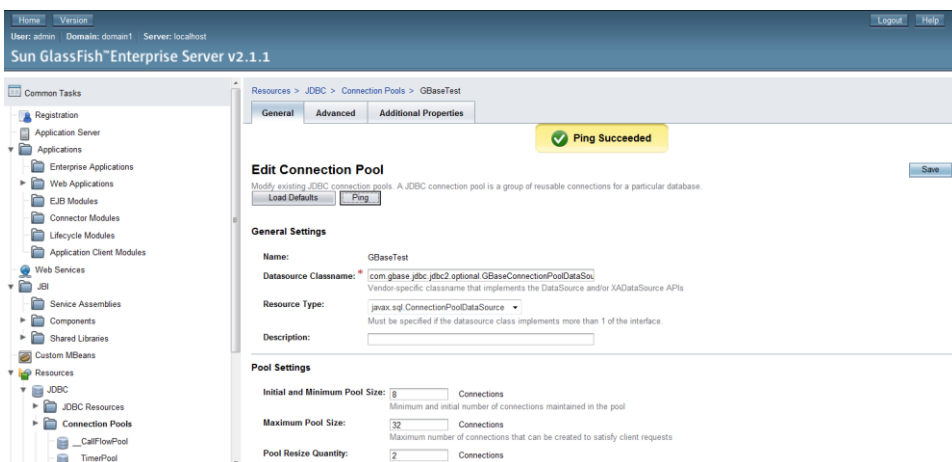 Home Version Logout Help
User: admin Domain: domain1 Server: localhost
Sun GlassFish™ Enterprise Server v2.1.1
Common Tasks
Registration
Application Server
Applications
Enterprise Applications
Web Applications
EJB Modules
Connector Modules
Lifecycle Modules
Application Client Modules
Web Services
JBI
Service Assemblies
Components
Shared Libraries
Custom MBeans
Resources
JDBC
JDBC Resources
Connection Pools
__CallFlowPool
__TimerPool
Resources > JDBC > Connection Pools > GBaseTest
General Advanced Additional Properties
Ping Succeeded
Edit Connection Pool Save
Modify existing JDBC connection pools. A JDBC connection pool is a group of reusable connections for a particular database.
Load Defaults Ping
General Settings
Name: GBaseTest
Datasource Classname: * com.gbase.jdbc.jdbc2.optional.GBaseConnectionPoolDataSou
Vendor-specific classname that implements the DataSource and/or XADataSource APIs
Resource Type: javax.sql.ConnectionPoolDataSource
Must be specified if the datasource class implements more than 1 of the interface.
Description:
Pool Settings
Initial and Minimum Pool Size: 8 Connections
Minimum and initial number of connections maintained in the pool
Maximum Pool Size: 32 Connections
Maximum number of connections that can be created to satisfy client requests
Pool Resize Quantity: 2 Connections